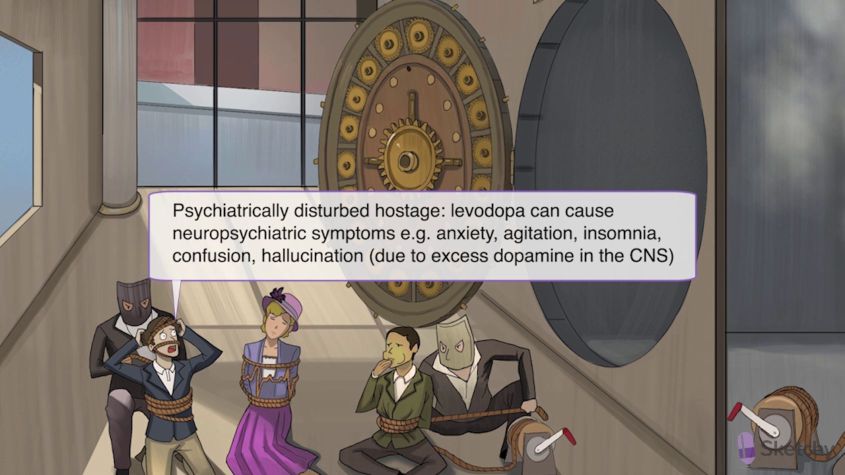 Psychiatrically disturbed hostage: levodopa can cause
neuropsychiatric symptoms e.g. anxiety, agitation, insomnia,
confusion, hallucination (due to excess dopamine in the CNS)
Sketchy